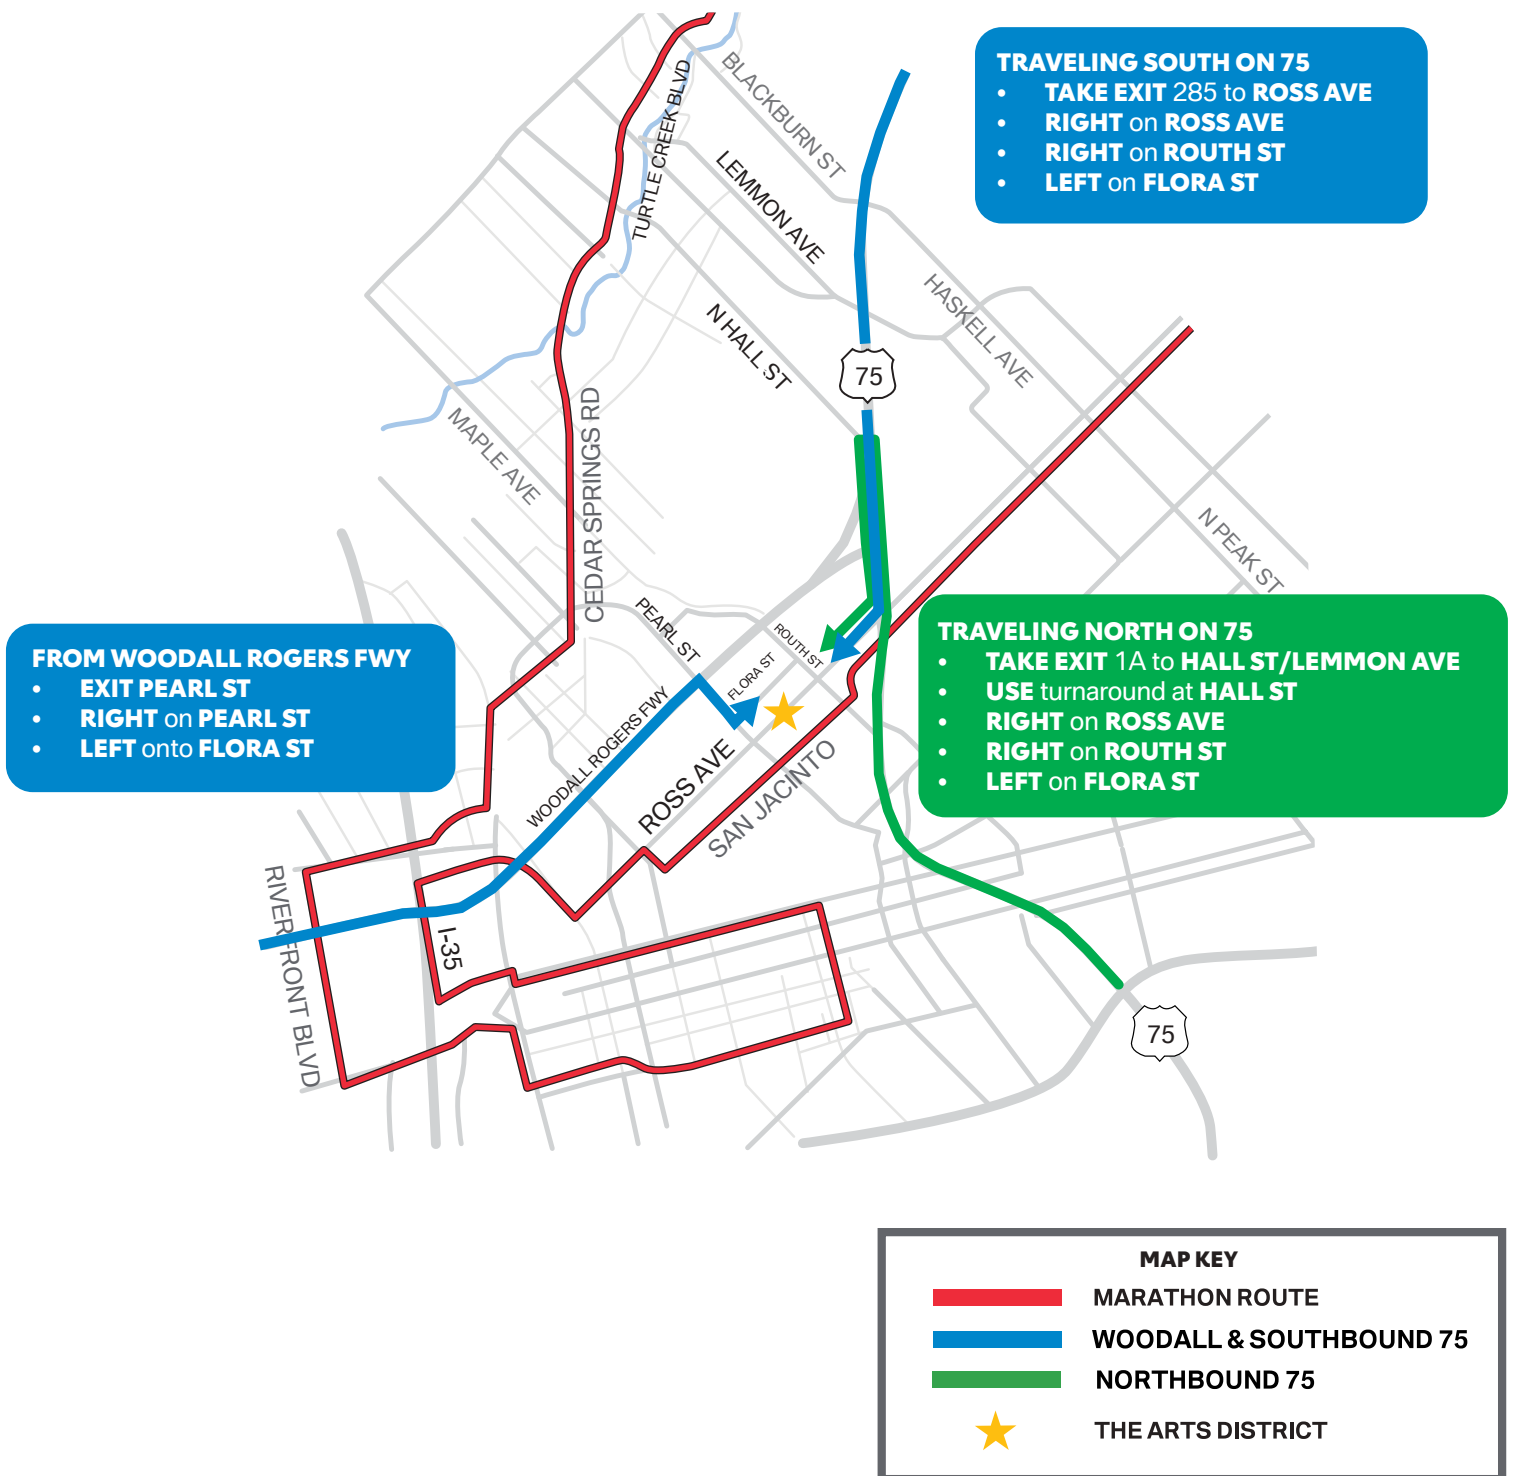 TRAVELING SOUTH ON 75
• TAKE EXIT 285 to ROSS AVE
• RIGHT on ROSS AVE
• RIGHT on ROUTH ST
• LEFT on FLORA ST
BLACKBURN ST
TURTLE CREEK BLVD
LEMMON AVE
HASKELL AVE
N HALL ST
75
MAPLE AVE
CEDAR SPRINGS RD
N PEAK ST
PEARL ST
ROUTH ST
FLORA ST
FROM WOODALL ROGERS FWY
• EXIT PEARL ST
• RIGHT on PEARL ST
• LEFT onto FLORA ST
TRAVELING NORTH ON 75
• TAKE EXIT 1A to HALL ST/LEMMON AVE
• USE turnaround at HALL ST
• RIGHT on ROSS AVE
• RIGHT on ROUTH ST
• LEFT on FLORA ST
WOODALL ROGERS FWY
ROSS AVE
SAN JACINTO
RIVERFRONT BLVD
I-35
75
MAP KEY
MARATHON ROUTE
WOODALL & SOUTHBOUND 75
NORTHBOUND 75
THE ARTS DISTRICT